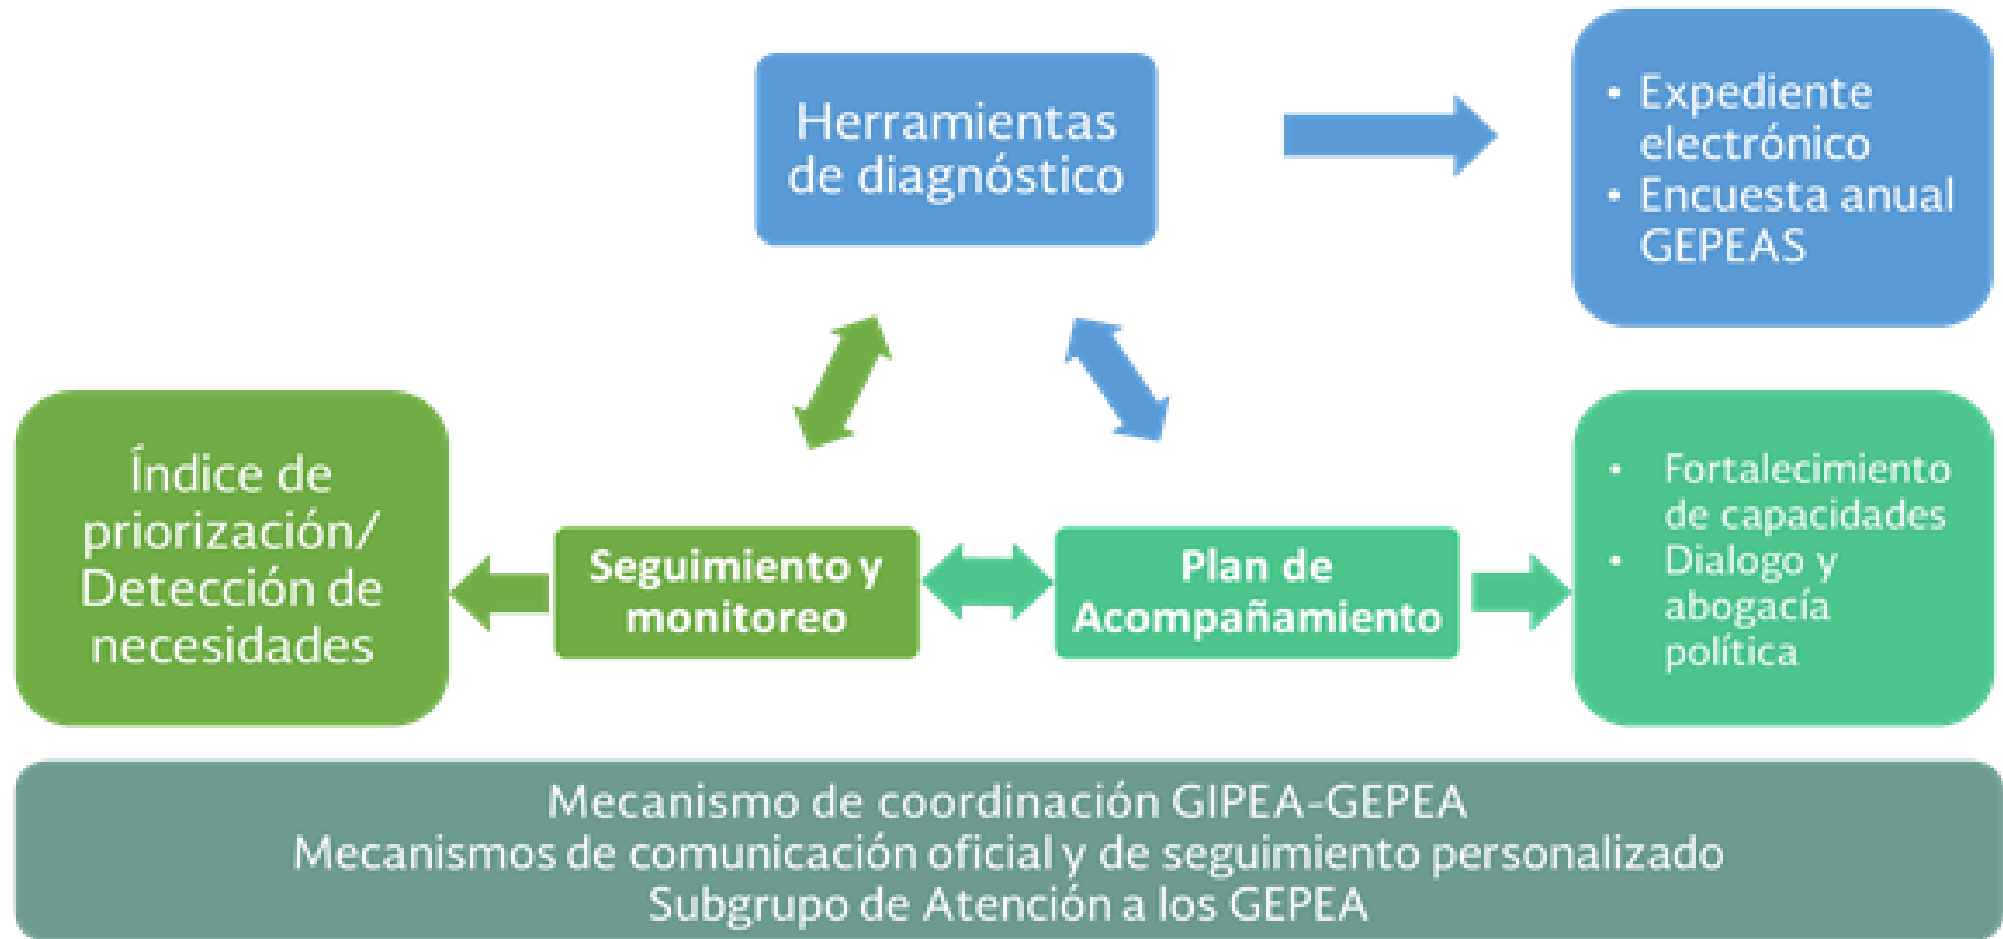 Herramientas
de diagnóstico
• Expediente
electrónico
• Encuesta anual
GEPEAS
Índice de
priorización/
Detección de
necesidades
Seguimiento y
monitoreo
Plan de
Acompañamiento
• Fortalecimiento
de capacidades
• Dialogo y
abogacía
política
Mecanismo de coordinación GIPEA-GEPEA
Mecanismos de comunicación oficial y de seguimiento personalizado
Subgrupo de Atención a los GEPEA